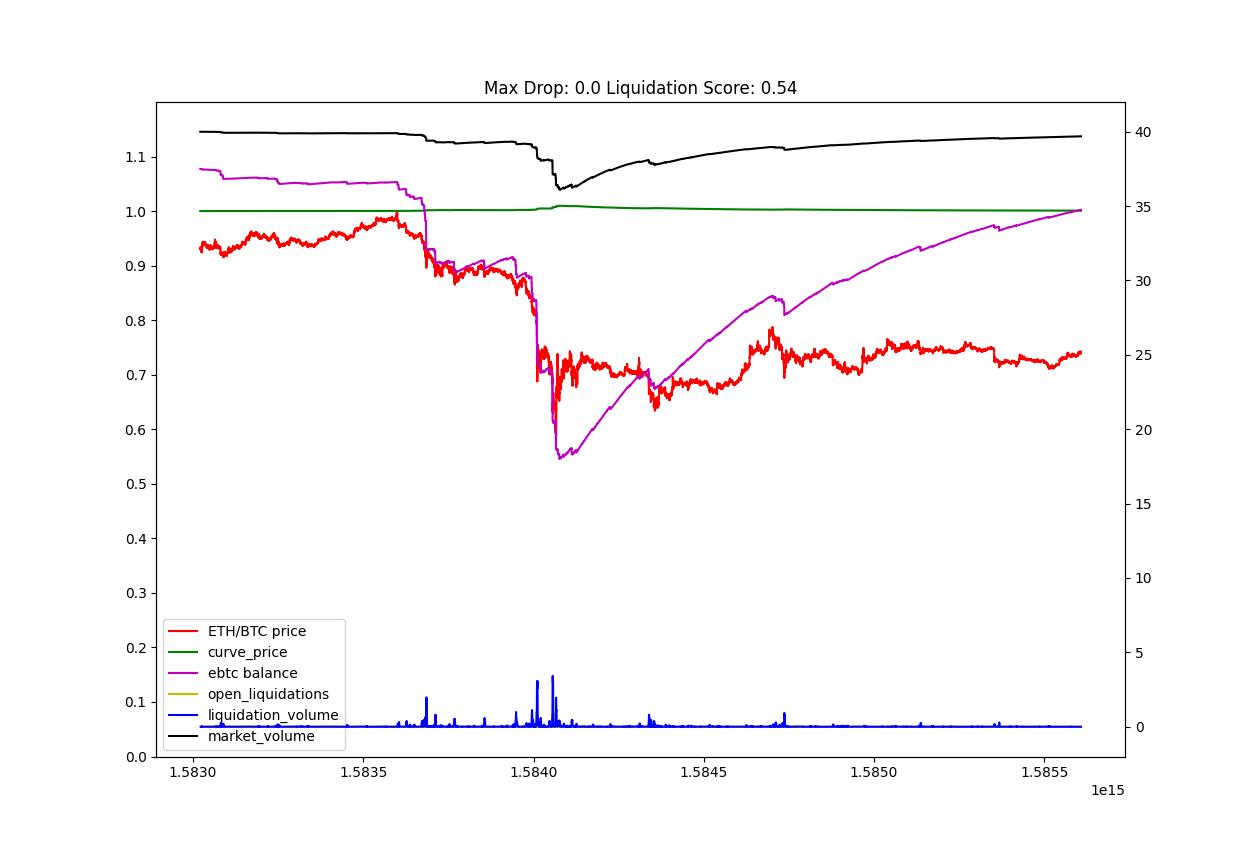 Max Drop: 0.0 Liquidation Score: 0.54
1.1
1.0
0.9
0.8
0.7
0.6
0.5
0.4
0.3
0.2
0.1
0.0
40
35
30
25
20
15
10
5
0
ETH/BTC price
curve_price
ebtc balance
open_liquidations
liquidation_volume
market_volume
1.5830 1.5835 1.5840 1.5845 1.5850 1.5855
1e15